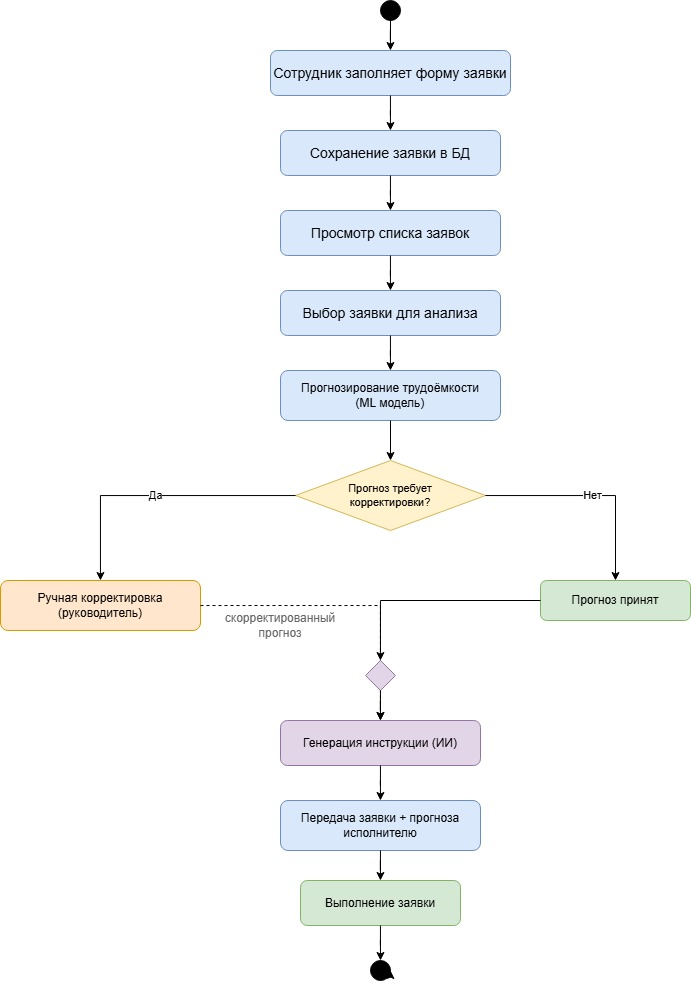 Сотрудник заполняет форму заявки
Сохранение заявки в БД
Просмотр списка заявок
Выбор заявки для анализа
Прогнозирование трудоёмкости
(ML модель)
Прогноз требует
корректировки?
Да
Нет
Ручная корректировка
(руководитель)
скорректированный
прогноз
Прогноз принят
Генерация инструкции (ИИ)
Передача заявки + прогноза
исполнителю
Выполнение заявки